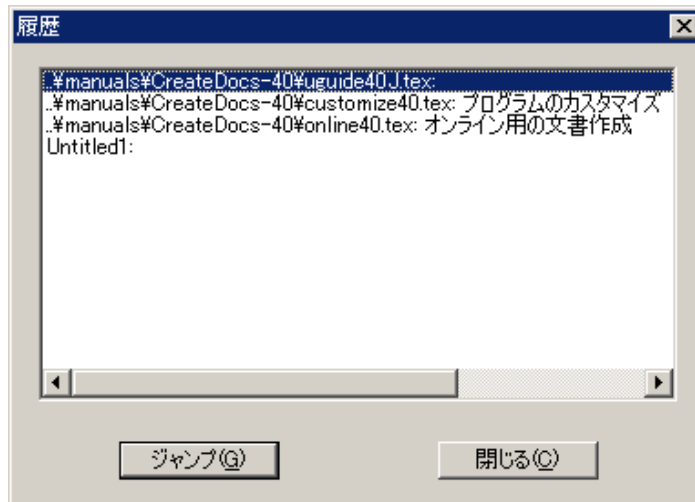 履歴
..¥manuals¥CreateDocs-40¥uguide40J.tex:
..¥manuals¥CreateDocs-40¥customize40.tex: プログラムのカスタマイズ
..¥manuals¥CreateDocs-40¥online40.tex: オンライン用の文書作成
Untitled1:
ジャンプ(G) 閉じる(C)